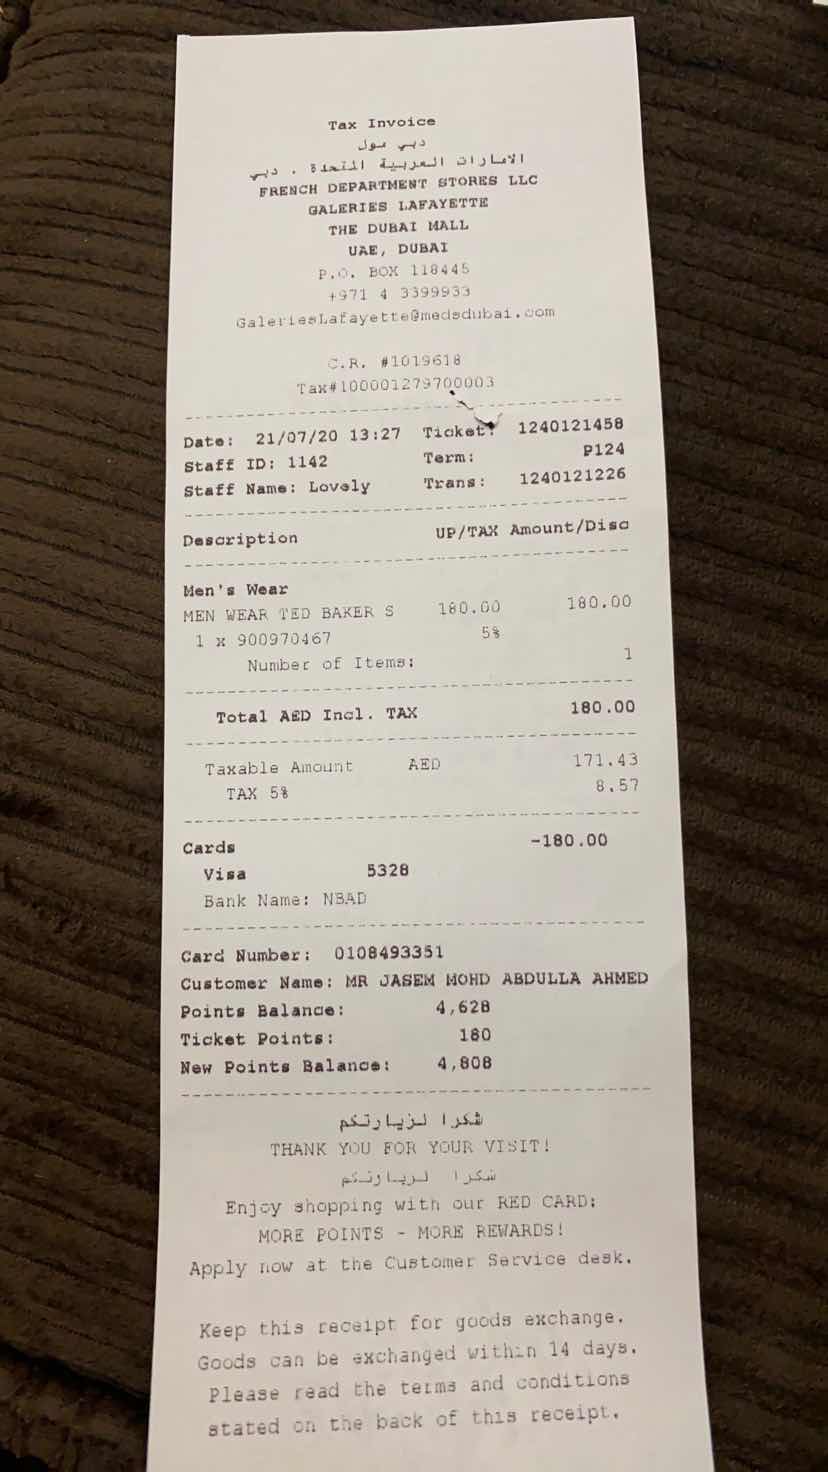 Tax Invoice
دبي مول
الامارات العربية المتحدة ، دبي
FRENCH DEPARTMENT STORES LLC
GALERIES LAFAYETTE
THE DUBAI MALL
UAE, DUBAI
P.O. BOX 118445
+971 4 3399933
GaleriesLafayette@medsdubai.com
C.R. #1019618
Tax#100001279700003
Date: 21/07/20 13:27 Ticket: 1240121458
Staff ID: 1142 Term: P124
Staff Name: Lovely Trans: 1240121226
Description UP/TAX Amount/Disc
Men's Wear
MEN WEAR TED BAKER S 180.00 180.00
1 x 900970467 5%
Number of Items: 1
Total AED Incl. TAX 180.00
Taxable Amount AED 171.43
TAX 5% 8.57
Cards -180.00
Visa 5328
Bank Name: NBAD
Card Number: 0108493351
Customer Name: MR JASEM MOHD ABDULLA AHMED
Points Balance: 4,628
Ticket Points: 180
New Points Balance: 4,808
شكرا لزيارتكم
THANK YOU FOR YOUR VISIT!
شكرا لزيارتكم
Enjoy shopping with our RED CARD:
MORE POINTS - MORE REWARDS!
Apply now at the Customer Service desk.
Keep this receipt for goods exchange.
Goods can be exchanged within 14 days.
Please read the terms and conditions
stated on the back of this receipt.